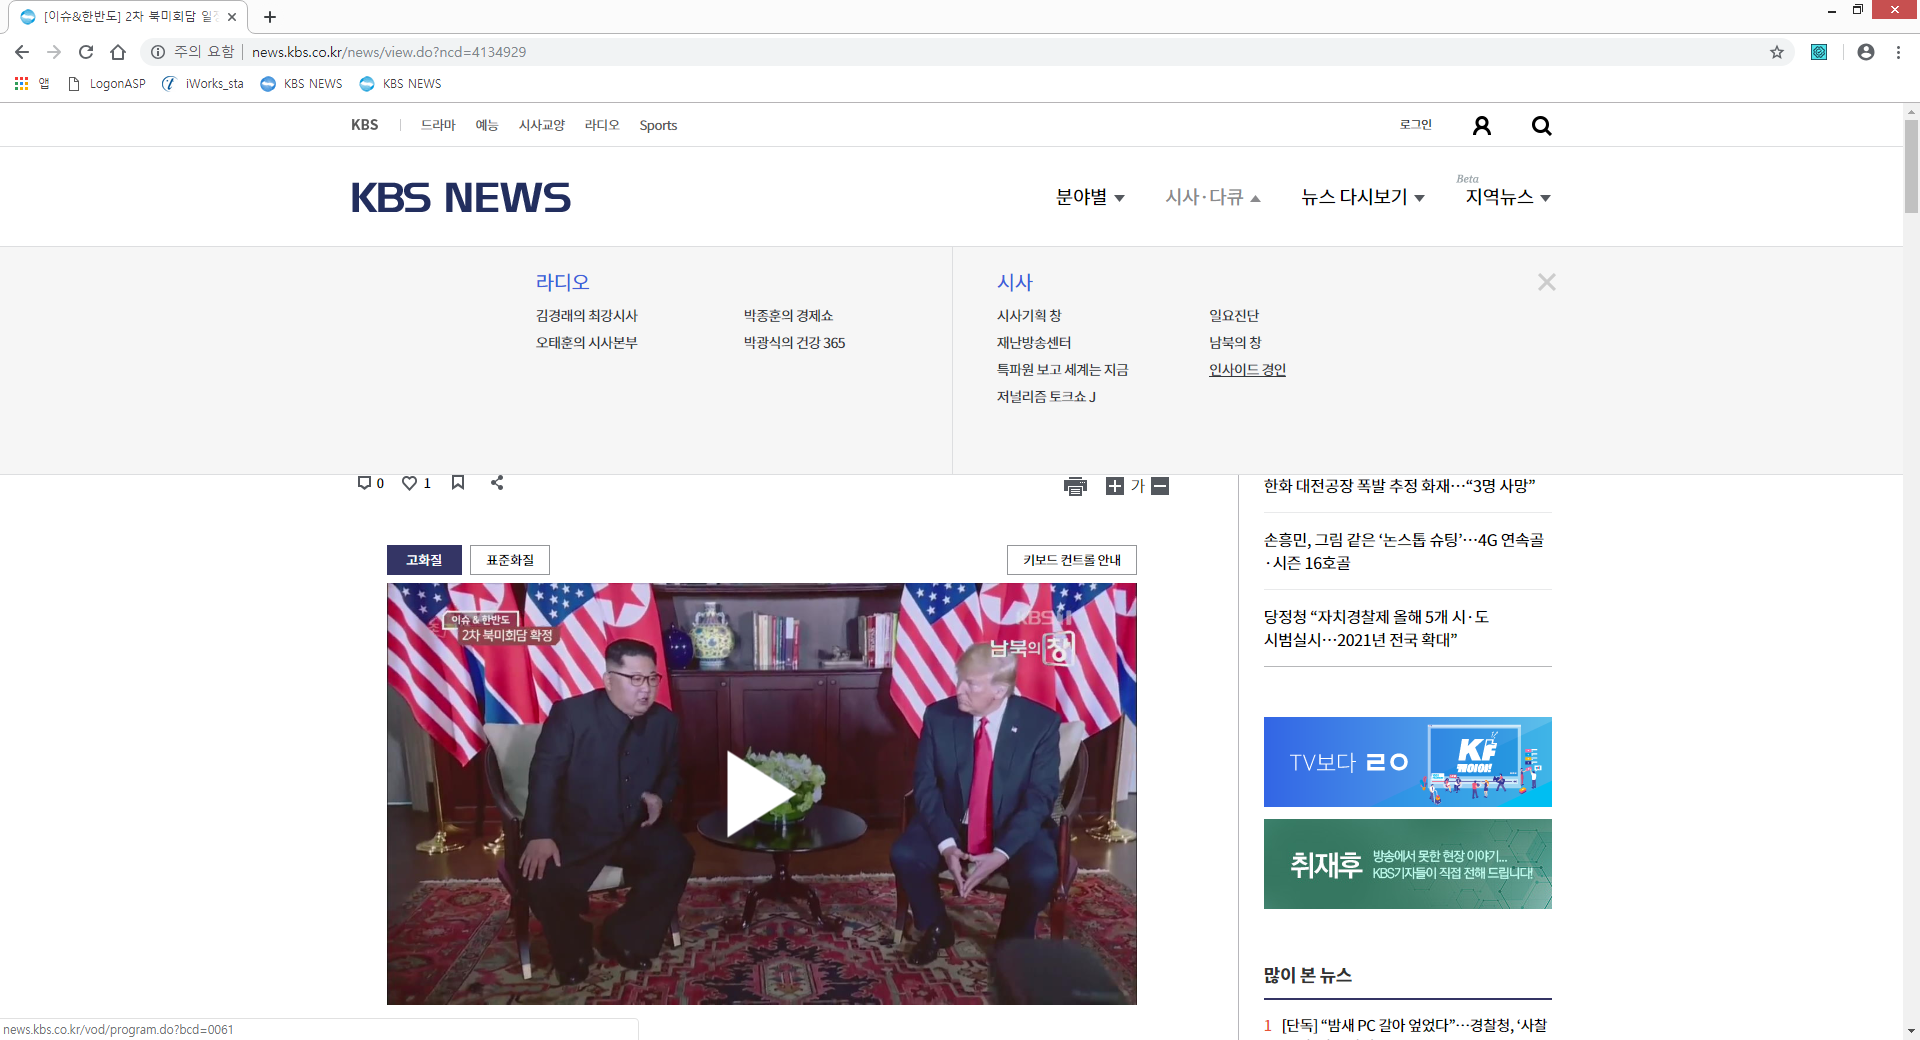 [이슈&한반도] 2차 북미회담 일정
주의 요함 news.kbs.co.kr/news/view.do?ncd=4134929
앱 LogonASP iWorks_sta KBS NEWS KBS NEWS
KBS 드라마 예능 시사교양 라디오 Sports 로그인
KBS NEWS 분야별 시사·다큐 뉴스 다시보기 Beta 지역뉴스
라디오
김경래의 최강시사 박종훈의 경제쇼
오태훈의 시사본부 박광식의 건강 365
시사
시사기획 창 일요진단
재난방송센터 남북의 창
특파원 보고 세계는 지금 인사이드 경인
저널리즘 토크쇼 J
0 1 가
고화질 표준화질 키보드 컨트롤 안내
이슈 & 한반도
2차 북미회담 확정
KBS 1
남북의 창
한화 대전공장 폭발 추정 화재…“3명 사망”
손흥민, 그림 같은 ‘논스톱 슈팅’…4G 연속골
·시즌 16호골
당정청 “자치경찰제 올해 5개 시·도
시범실시…2021년 전국 확대”
TV보다 ㄹㅇ KF 케이야!
취재후 방송에서 못한 현장 이야기...
KBS기자들이 직접 전해 드립니다!
많이 본 뉴스
1 [단독] “밤새 PC 갈아 엎었다”…경찰청, ‘사찰
news.kbs.co.kr/vod/program.do?bcd=0061